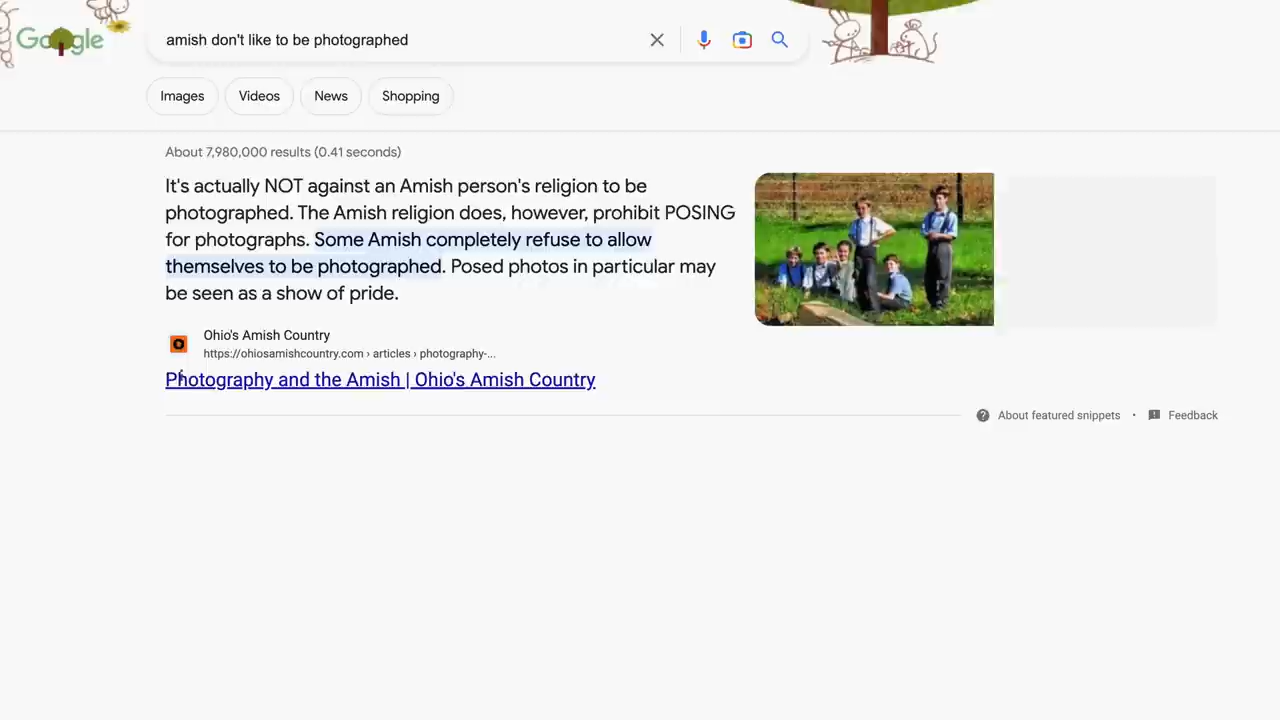 Google
amish don't like to be photographed
Images
Videos
News
Shopping
About 7,980,000 results (0.41 seconds)
It's actually NOT against an Amish person's religion to be
photographed. The Amish religion does, however, prohibit POSING
for photographs. Some Amish completely refuse to allow
themselves to be photographed. Posed photos in particular may
be seen as a show of pride.
Ohio's Amish Country
https://ohiosamishcountry.com › articles › photography-...
Photography and the Amish | Ohio's Amish Country
About featured snippets • Feedback